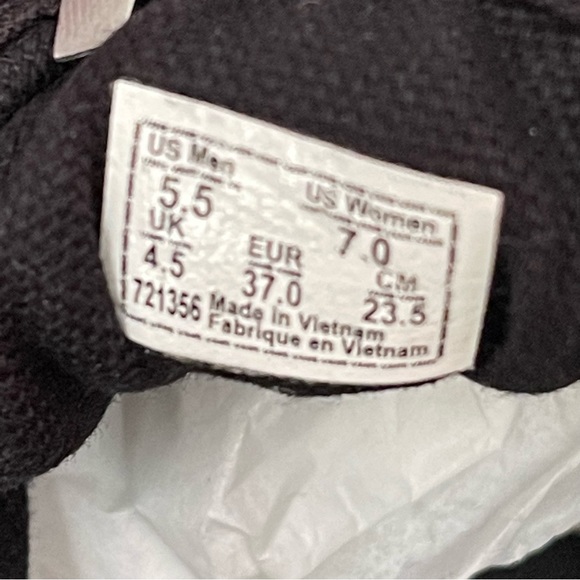 US Men US Women
5.5 7.0
UK EUR CM
4.5 37.0 23.5
721356 Made in Vietnam
Fabrique en Vietnam